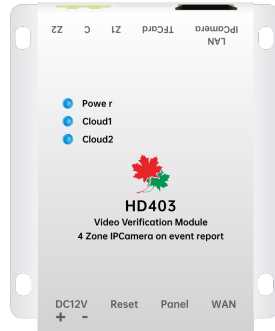 Z2 C Z1 TFCard IPCamera
LAN
Powe r
Cloud1
Cloud2
HD403
Video Verification Module
4 Zone IPCamera on event report
DC12V Reset Panel WAN
+ -